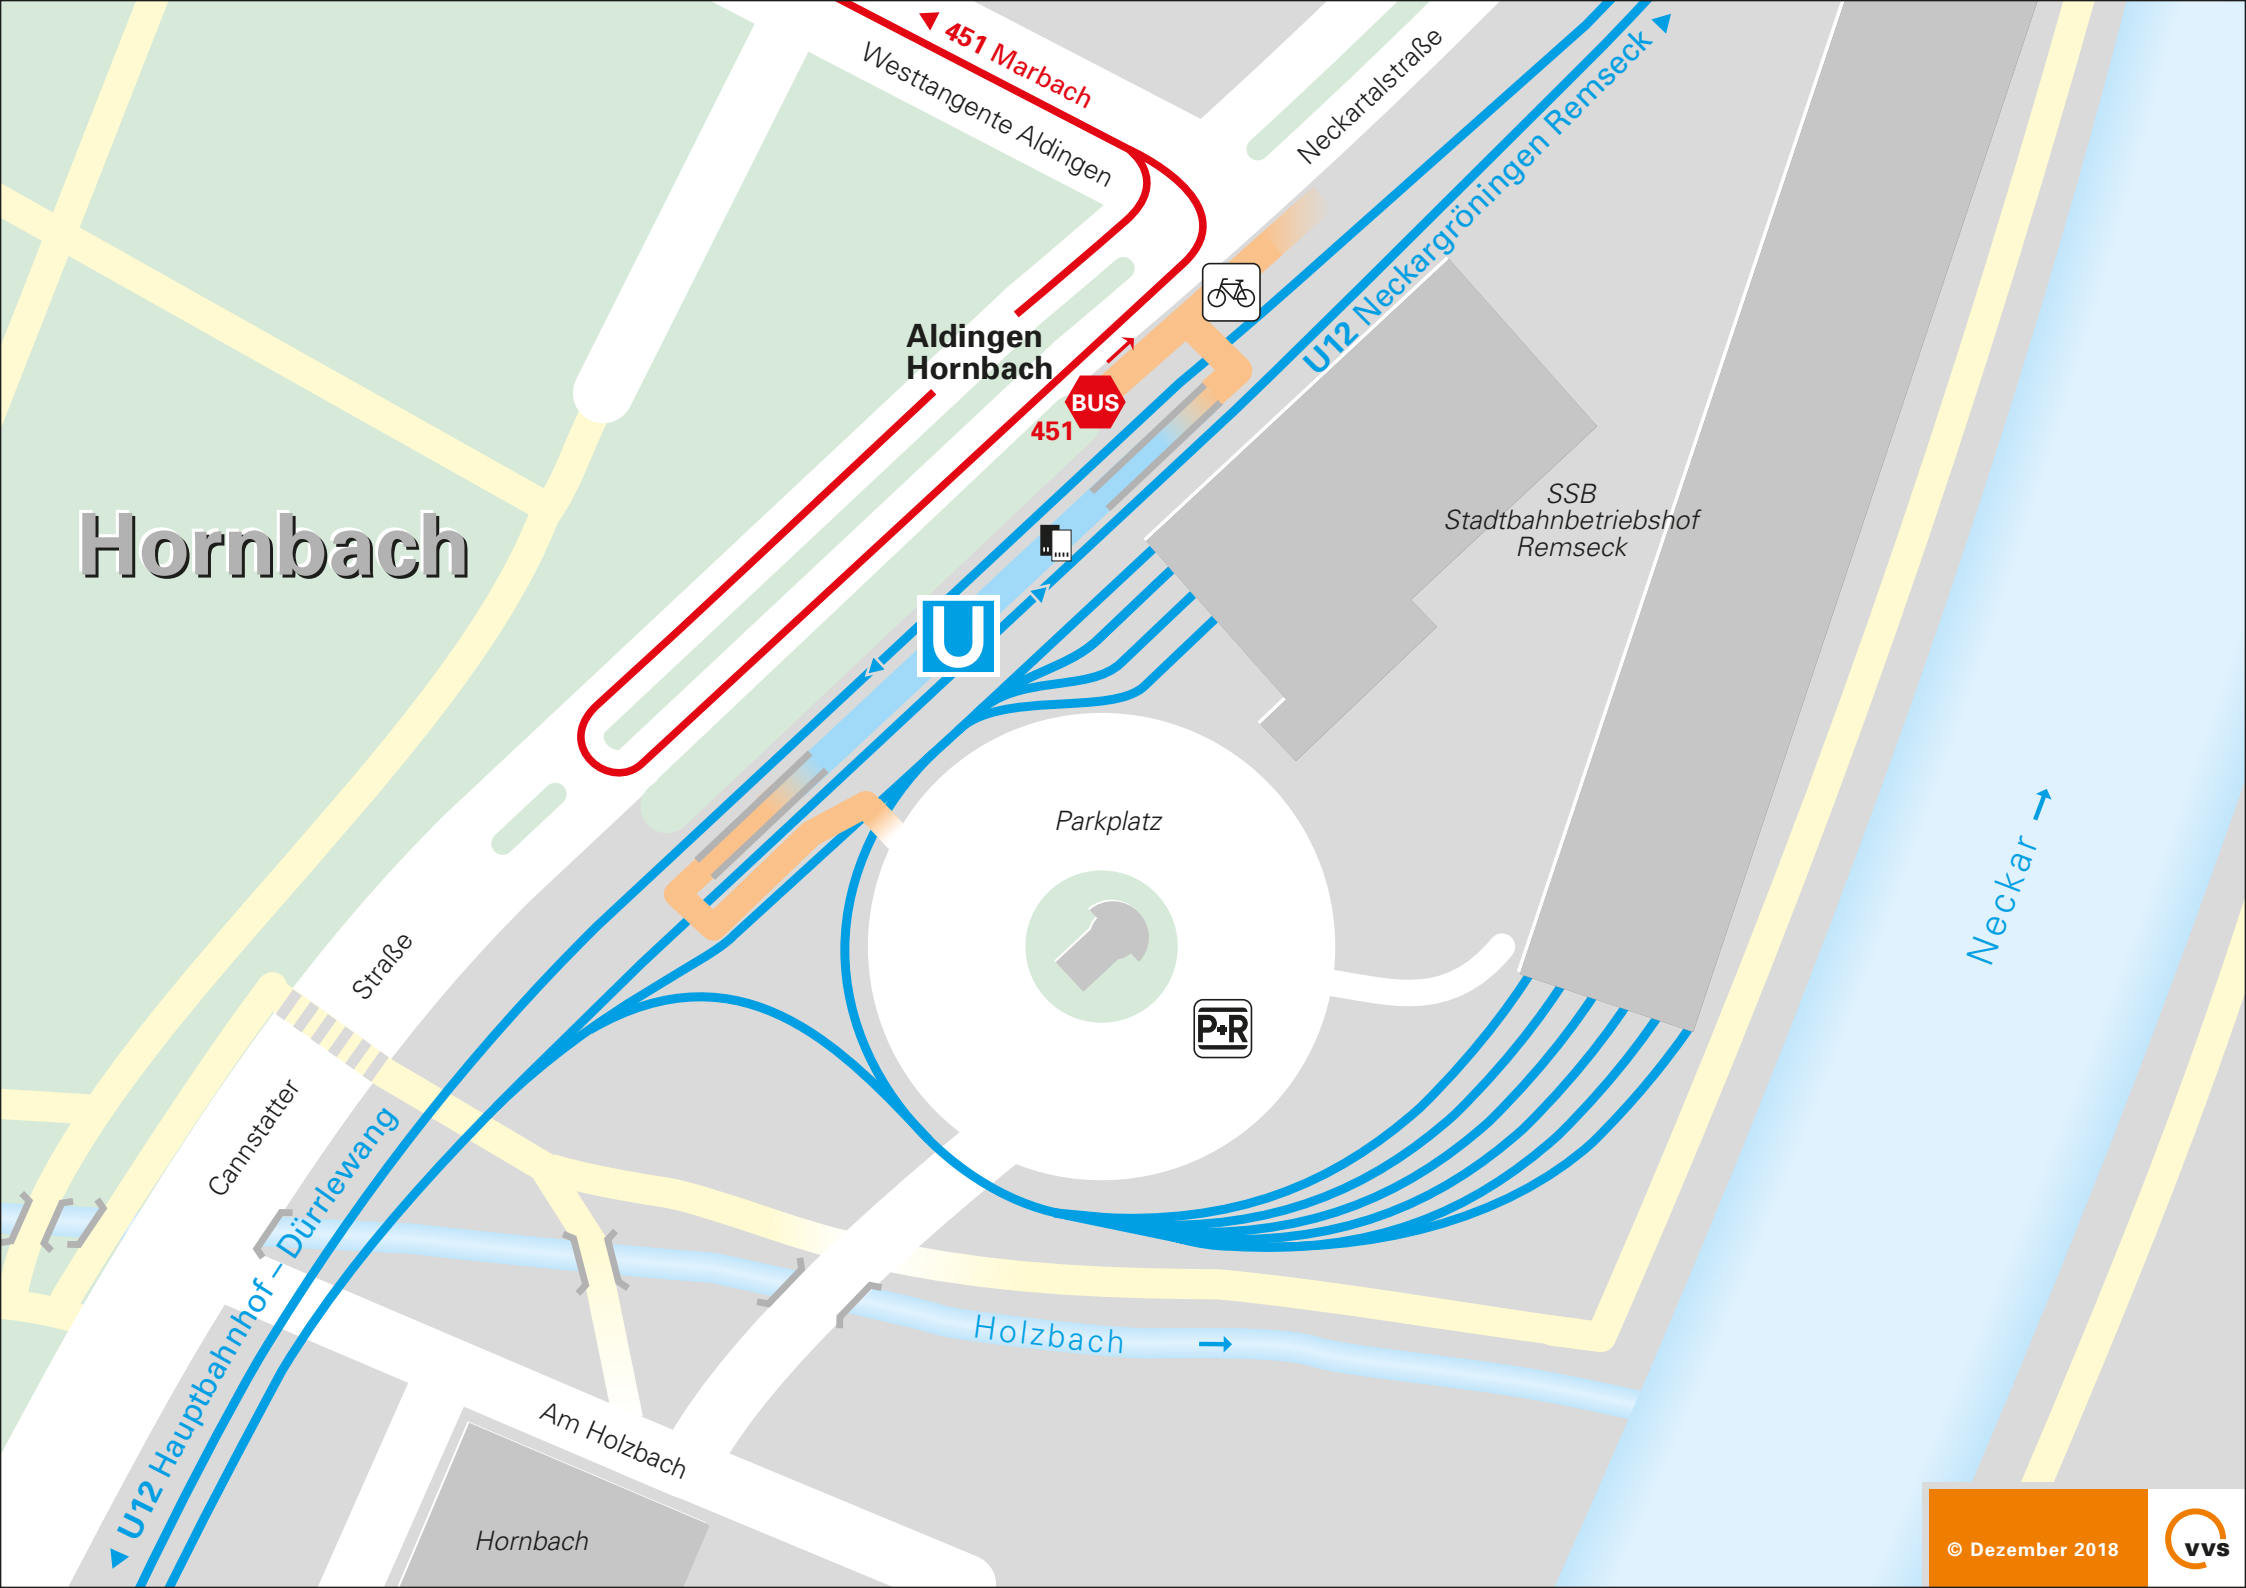 451 Marbach
Westtangente Aldingen
Neckartalstraße
U12 Neckargröningen Remseck
Aldingen
Hornbach
BUS
451
Hornbach
SSB
Stadtbahnbetriebshof
Remseck
U
Parkplatz
P+R
Neckar
Straße
Cannstatter
U12 Hauptbahnhof – Dürrlewang
Holzbach
Am Holzbach
Hornbach
© Dezember 2018
vvs